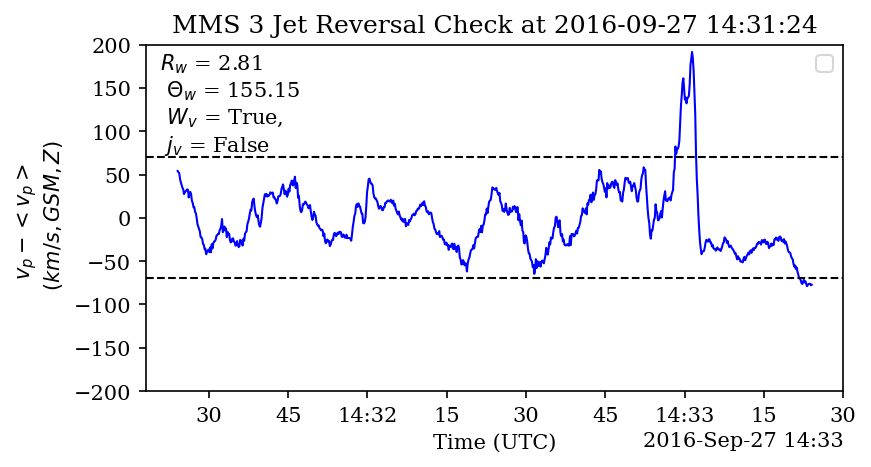 MMS 3 Jet Reversal Check at 2016-09-27 14:31:24
R_w = 2.81
Θ_w = 155.15
W_v = True,
j_v = False
200
150
100
50
0
−50
−100
−150
−200
v_p − < v_p >
(km/s, GSM, Z)
30 45 14:32 15 30 45 14:33 15 30
Time (UTC)
2016-Sep-27 14:33